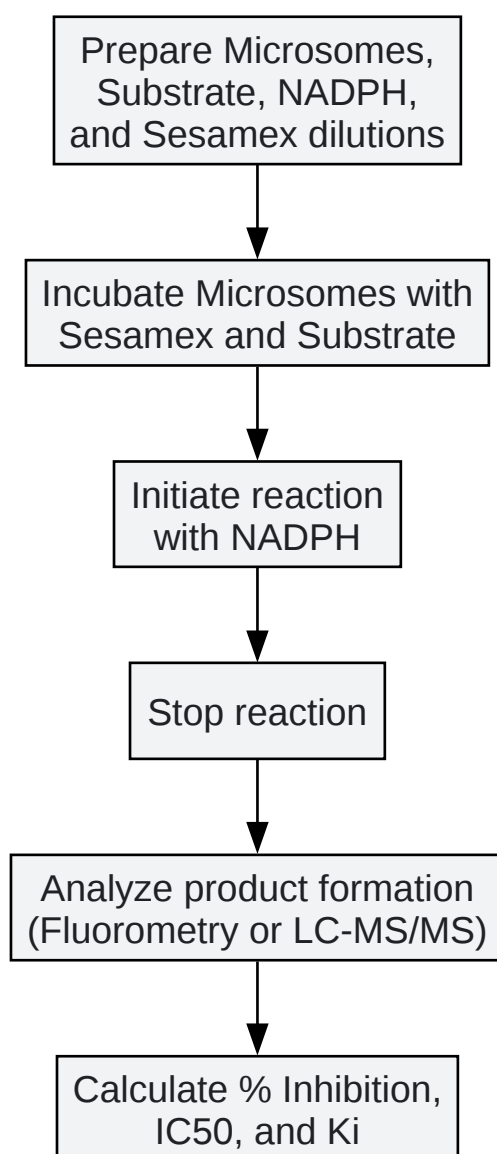 Prepare Microsomes,
Substrate, NADPH,
and Sesamex dilutions
Incubate Microsomes with
Sesamex and Substrate
Initiate reaction
with NADPH
Stop reaction
Analyze product formation
(Fluorometry or LC-MS/MS)
Calculate % Inhibition,
IC50, and Ki